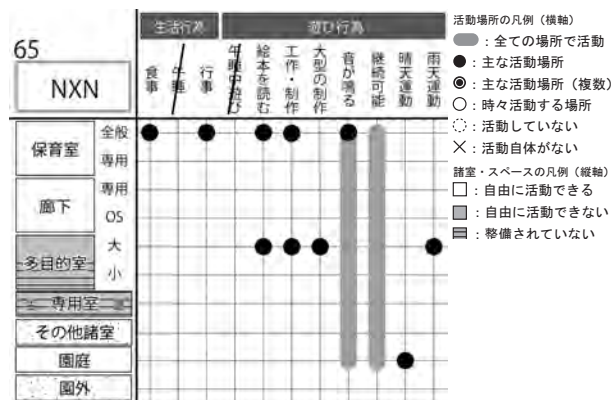 65
NXN
生活行為
遊び行為
食事
午睡
行事
午睡中遊び
絵本を読む
工作・制作
大型の制作
音が鳴る
継続可能
晴天運動
雨天運動
保育室
全般
専用
廊下
専用
OS
多目的室
大
小
専用室
その他諸室
園庭
園外
活動場所の凡例（横軸）
：全ての場所で活動
：主な活動場所
：主な活動場所（複数）
：時々活動する場所
：活動していない
：活動自体がない
諸室・スペースの凡例（縦軸）
：自由に活動できる
：自由に活動できない
：整備されていない